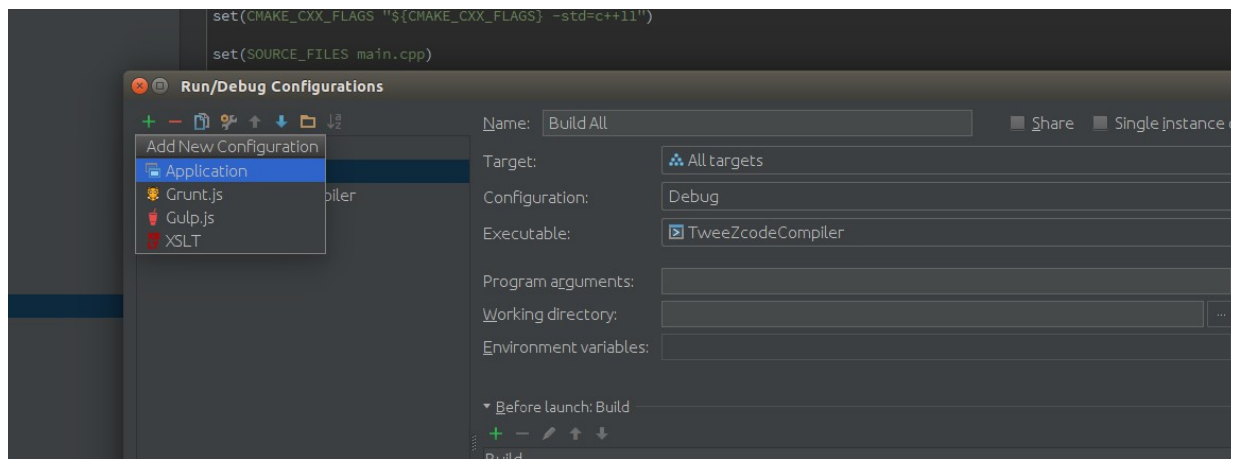 set(CMAKE_CXX_FLAGS "${CMAKE_CXX_FLAGS} -std=c++11")
set(SOURCE_FILES main.cpp)
Run/Debug Configurations
Add New Configuration
Application
Grunt.js
piler
Gulp.js
XSLT
Name: Build All
Share
Single instance
Target: All targets
Configuration: Debug
Executable: TweeZcodeCompiler
Program arguments:
Working directory: ...
Environment variables:
Before launch: Build
Build